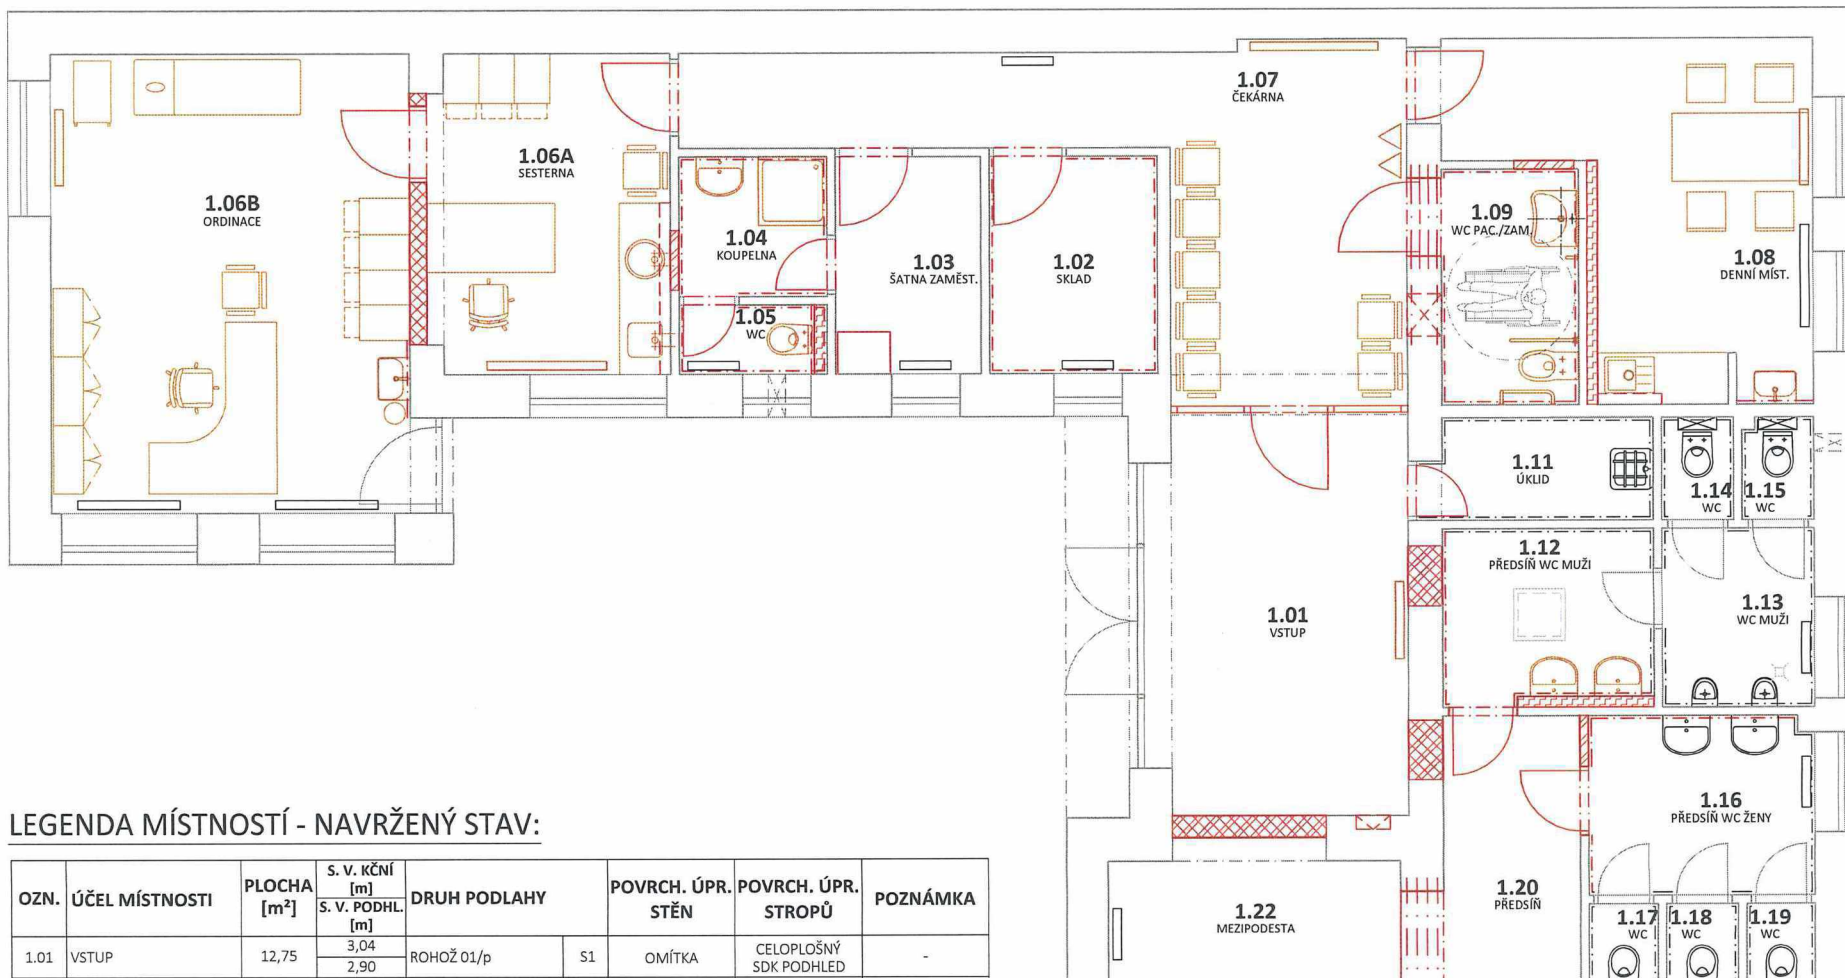 1.07
ČEKÁRNA
1.06A
SESTERNA
1.06B
ORDINACE
1.04
KOUPELNA
1.03
ŠATNA ZAMĚST.
1.02
SKLAD
1.09
WC PAC./ZAM.
1.08
DENNÍ MÍST.
1.05
WC
1.11
ÚKLID
1.14
WC
1.15
WC
1.12
PŘEDSÍŇ WC MUŽI
1.13
WC MUŽI
1.01
VSTUP
1.16
PŘEDSÍŇ WC ŽENY
1.20
PŘEDSÍŇ
1.22
MEZIPODESTA
1.17
WC
1.18
WC
1.19
WC
LEGENDA MÍSTNOSTÍ - NAVRŽENÝ STAV:
OZN. ÚČEL MÍSTNOSTI PLOCHA [m²] S. V. KČNÍ [m] S. V. PODHL. [m] DRUH PODLAHY POVRCH. ÚPR. STĚN POVRCH. ÚPR. STROPŮ POZNÁMKA
1.01 VSTUP 12,75 3,04 2,90 ROHOŽ 01/p S1 OMÍTKA CELOPLOŠNÝ SDK PODHLED -